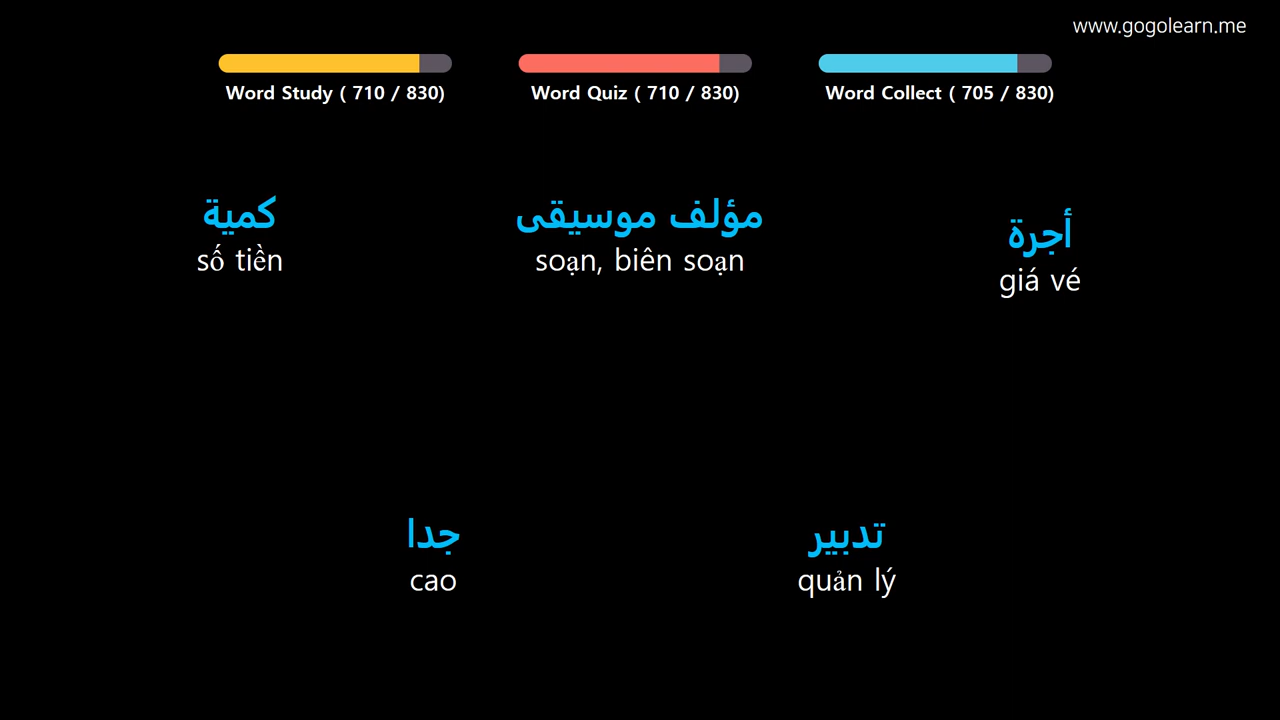 www.gogolearn.me
Word Study ( 710 / 830)
Word Quiz ( 710 / 830)
Word Collect ( 705 / 830)
كمية
số tiền
مؤلف موسيقى
soạn, biên soạn
أجرة
giá vé
جدا
cao
تدبير
quản lý